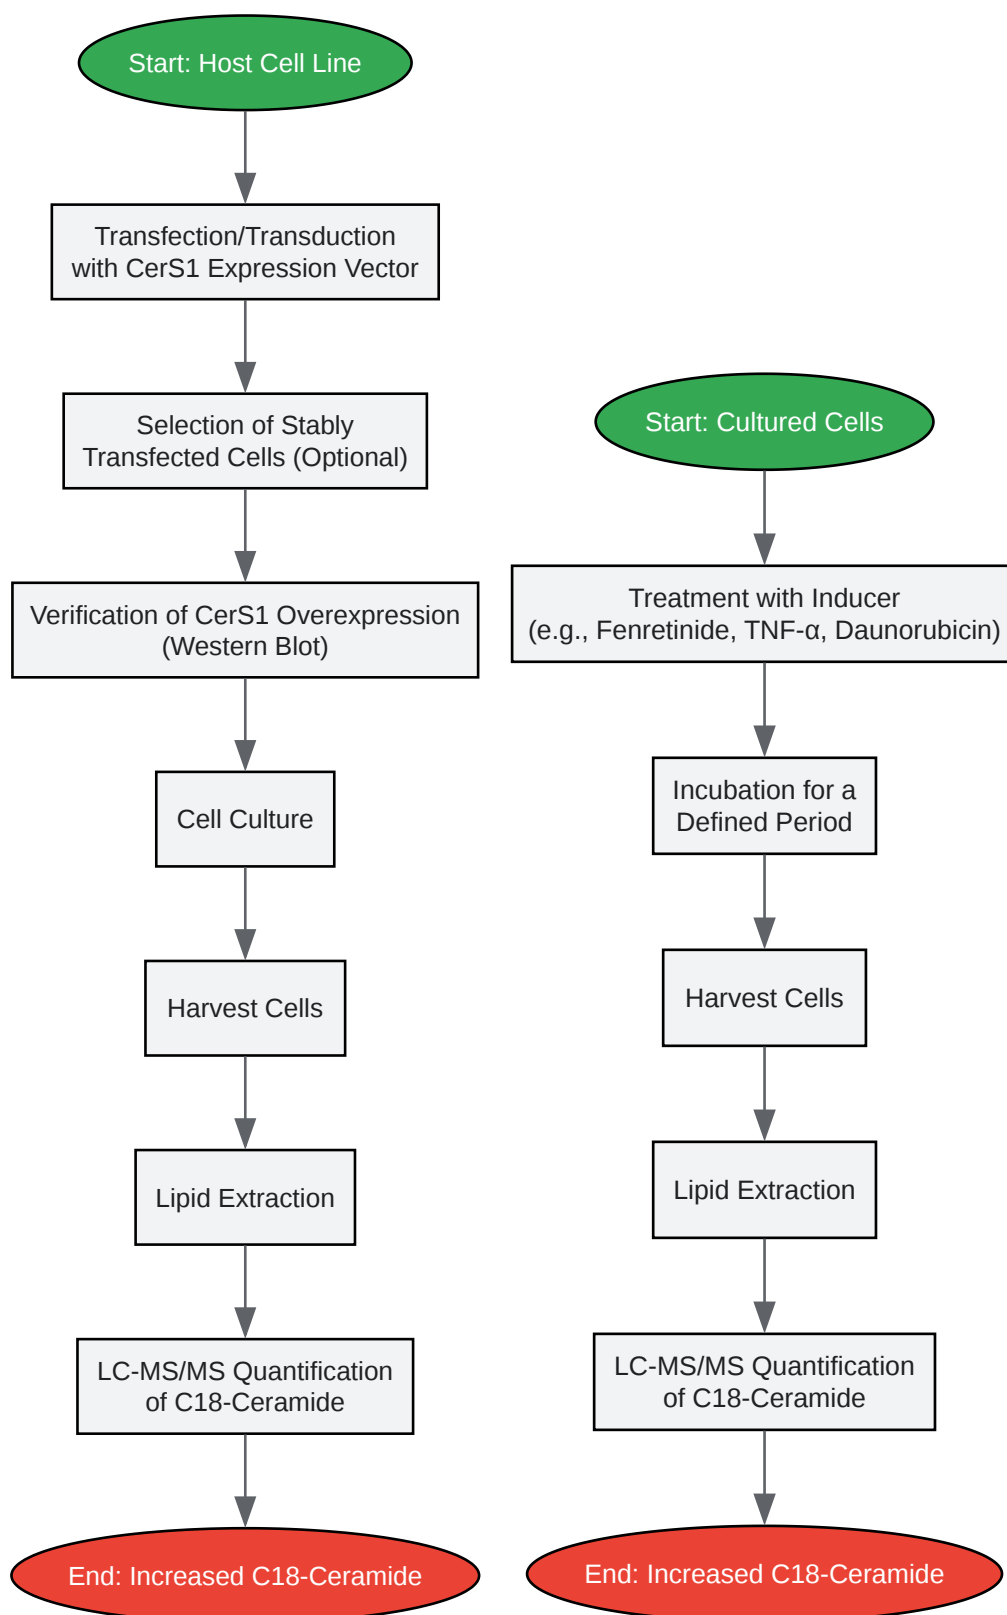 Start: Host Cell Line
Transfection/Transduction
with CerS1 Expression Vector
Selection of Stably
Transfected Cells (Optional)
Verification of CerS1 Overexpression
(Western Blot)
Cell Culture
Harvest Cells
Lipid Extraction
LC-MS/MS Quantification
of C18-Ceramide
End: Increased C18-Ceramide
Start: Cultured Cells
Treatment with Inducer
(e.g., Fenretinide, TNF-α, Daunorubicin)
Incubation for a
Defined Period
Harvest Cells
Lipid Extraction
LC-MS/MS Quantification
of C18-Ceramide
End: Increased C18-Ceramide